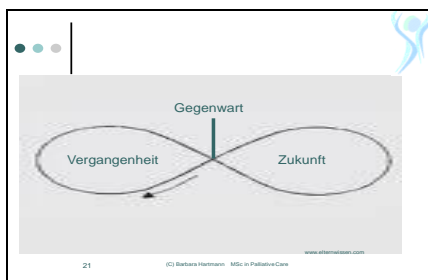 Gegenwart
Vergangenheit Zukunft
www.elternwissen.com
21 (C) Barbara Hartmann MSc in Palliative Care